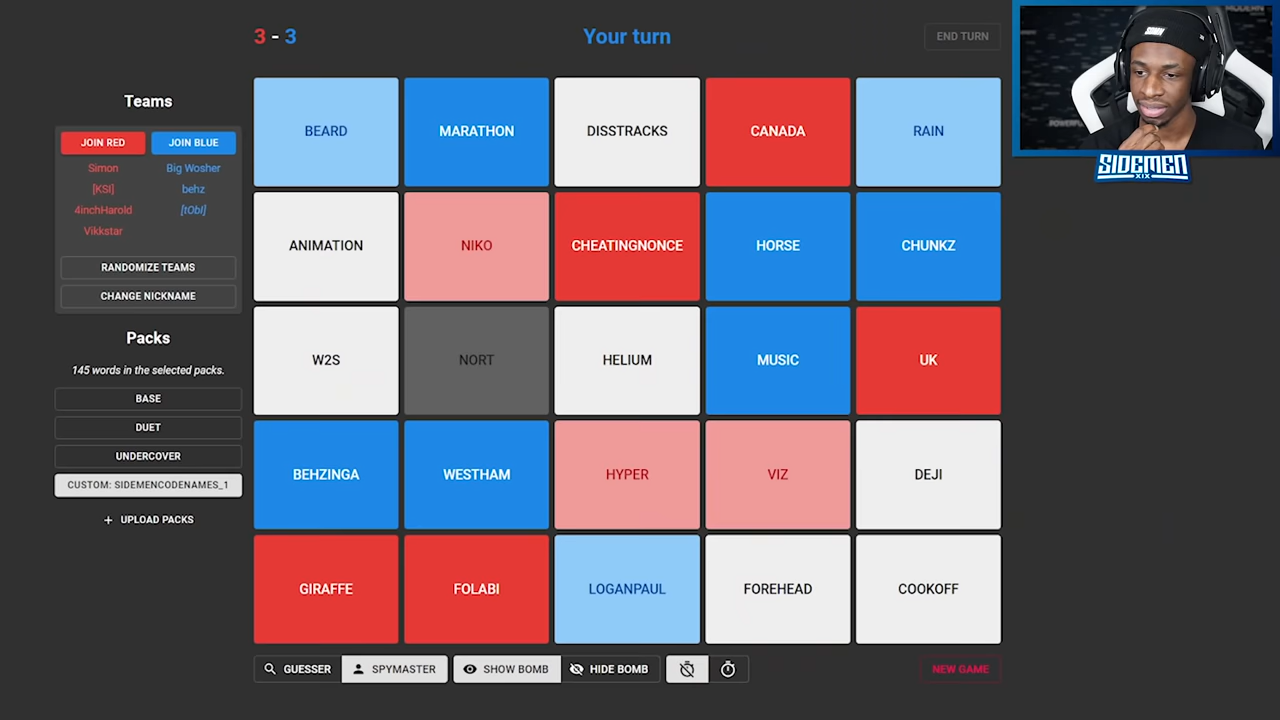 3 - 3
Your turn
END TURN
Teams
JOIN RED
JOIN BLUE
Simon
Big Wosher
[KSI]
behz
4inchHarold
[tObI]
Vikkstar
RANDOMIZE TEAMS
CHANGE NICKNAME
Packs
145 words in the selected packs.
BASE
DUET
UNDERCOVER
CUSTOM: SIDEMENCODENAMES_1
+ UPLOAD PACKS
BEARD
MARATHON
DISSTRACKS
CANADA
RAIN
ANIMATION
NIKO
CHEATINGNONCE
HORSE
CHUNKZ
W2S
NORT
HELIUM
MUSIC
UK
BEHZINGA
WESTHAM
HYPER
VIZ
DEJI
GIRAFFE
FOLABI
LOGANPAUL
FOREHEAD
COOKOFF
GUESSER
SPYMASTER
SHOW BOMB
HIDE BOMB
NEW GAME
SIDEMEN
XIX